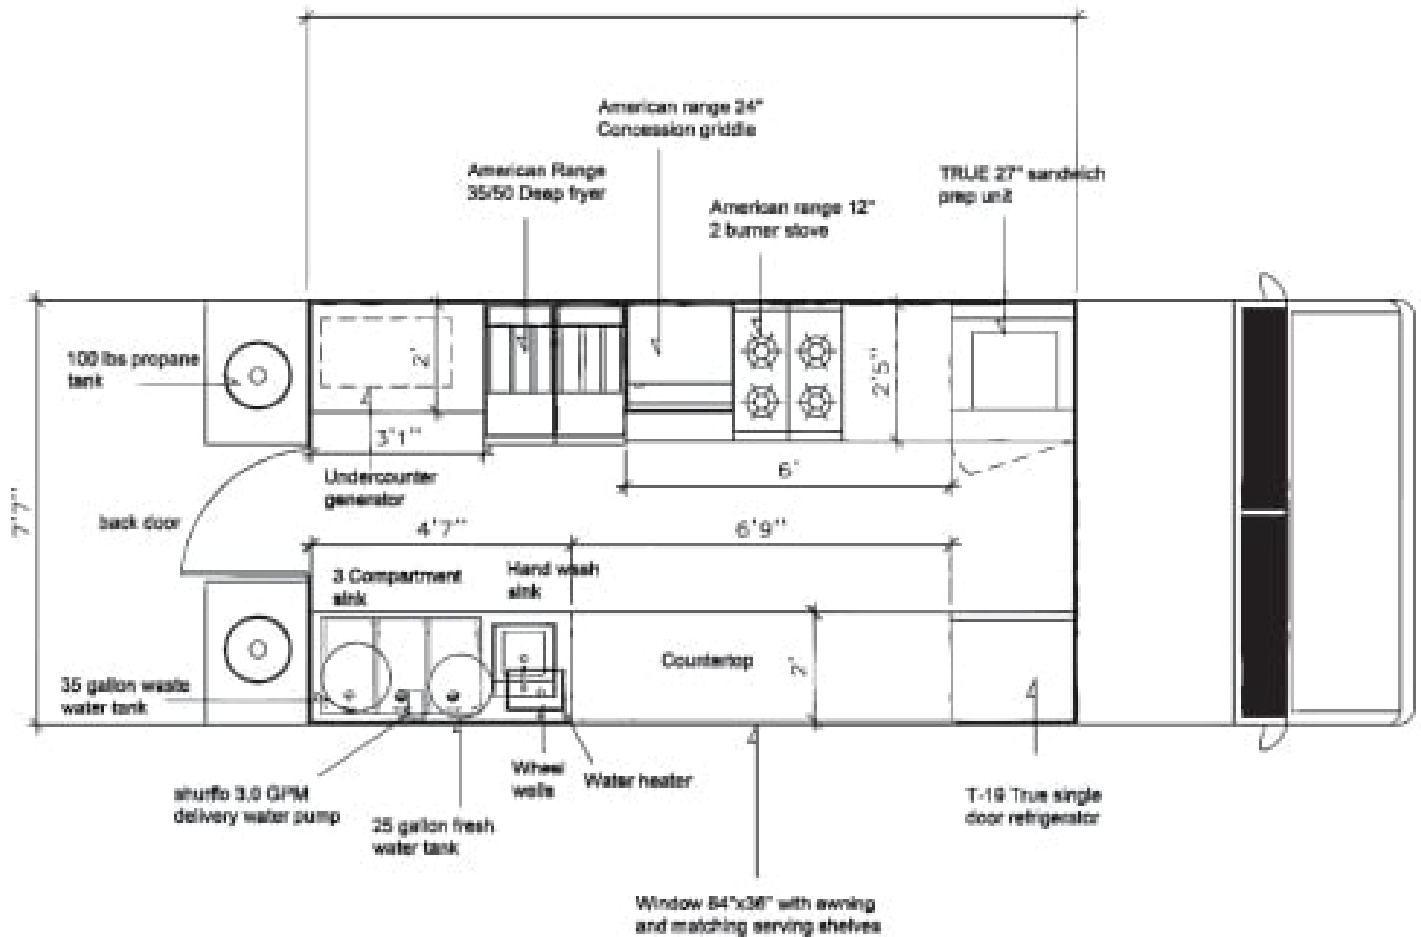 American range 24"
Concession griddle
American Range
35/50 Deep fryer
TRUE 27" sandwich
prep unit
American range 12"
2 burner stove
100 lbs propane
tank
2'
2'5"
3'1"
Undercounter
generator
6'
7'7"
back door
4'7"
6'9"
3 Compartment
sink
Hand wash
sink
Countertop
2'
35 gallon waste
water tank
Wheel
wells
Water heater
shurflo 3.0 GPM
delivery water pump
25 gallon fresh
water tank
T-19 True single
door refrigerator
Window 84"x36" with awning
and matching serving shelves